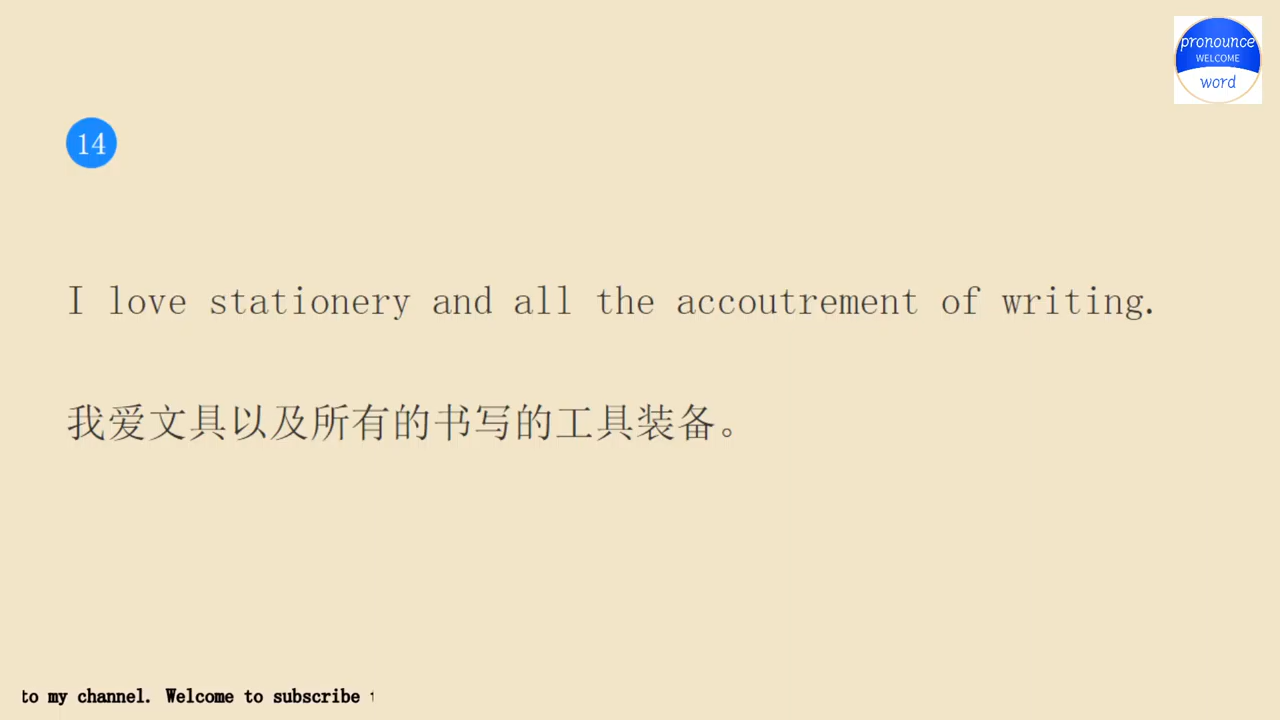 pronounce
WELCOME
word
14
I love stationery and all the accoutrement of writing.
我爱文具以及所有的书写的工具装备。
to my channel. Welcome to subscribe